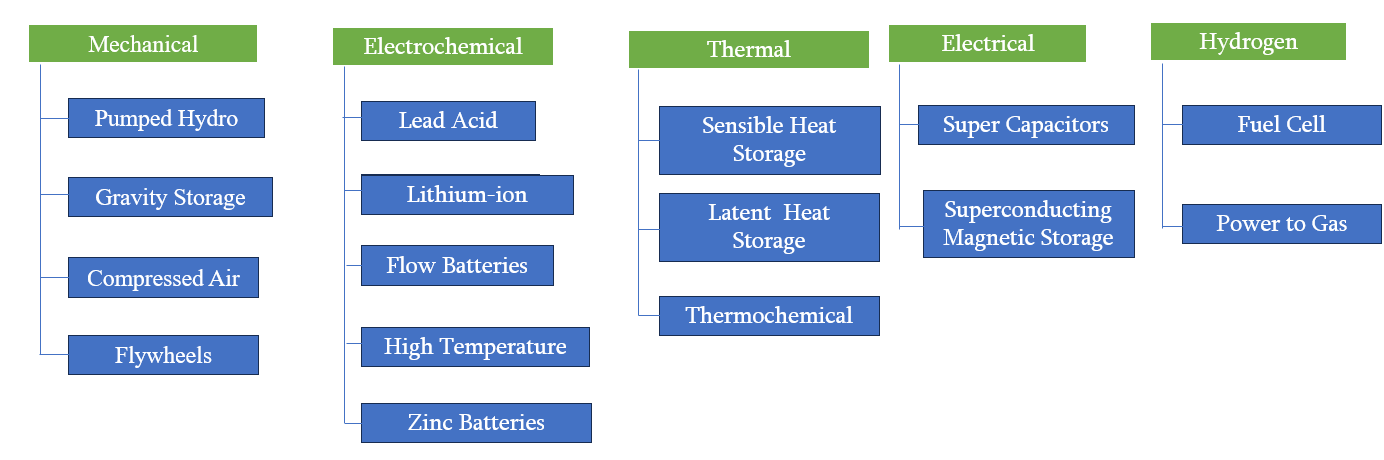 Mechanical
Pumped Hydro
Gravity Storage
Compressed Air
Flywheels
Electrochemical
Lead Acid
Lithium-ion
Flow Batteries
High Temperature
Zinc Batteries
Thermal
Sensible Heat
Storage
Latent Heat
Storage
Thermochemical
Electrical
Super Capacitors
Superconducting
Magnetic Storage
Hydrogen
Fuel Cell
Power to Gas